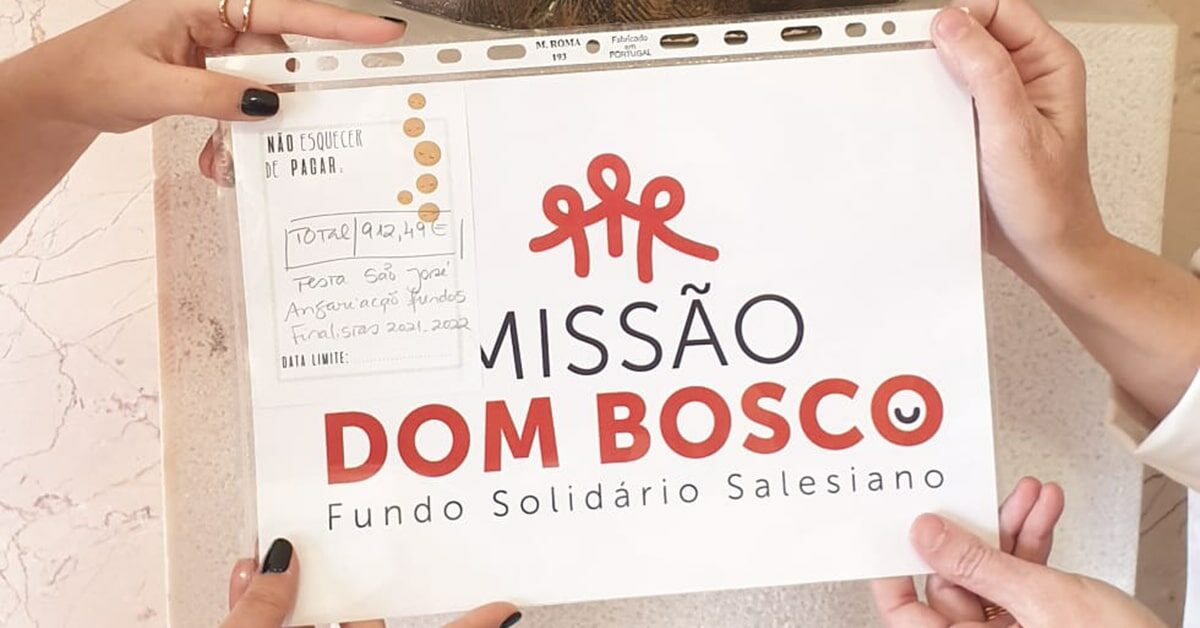 M. ROMA
193
Fabricado
em
PORTUGAL
NÃO ESQUECER
DE PAGAR:
TOTAL 912,49€
Festa São José
Angariação fundos
Finalistas 2021-2022
DATA LIMITE:
MISSÃO
DOM BOSCO
Fundo Solidário Salesiano